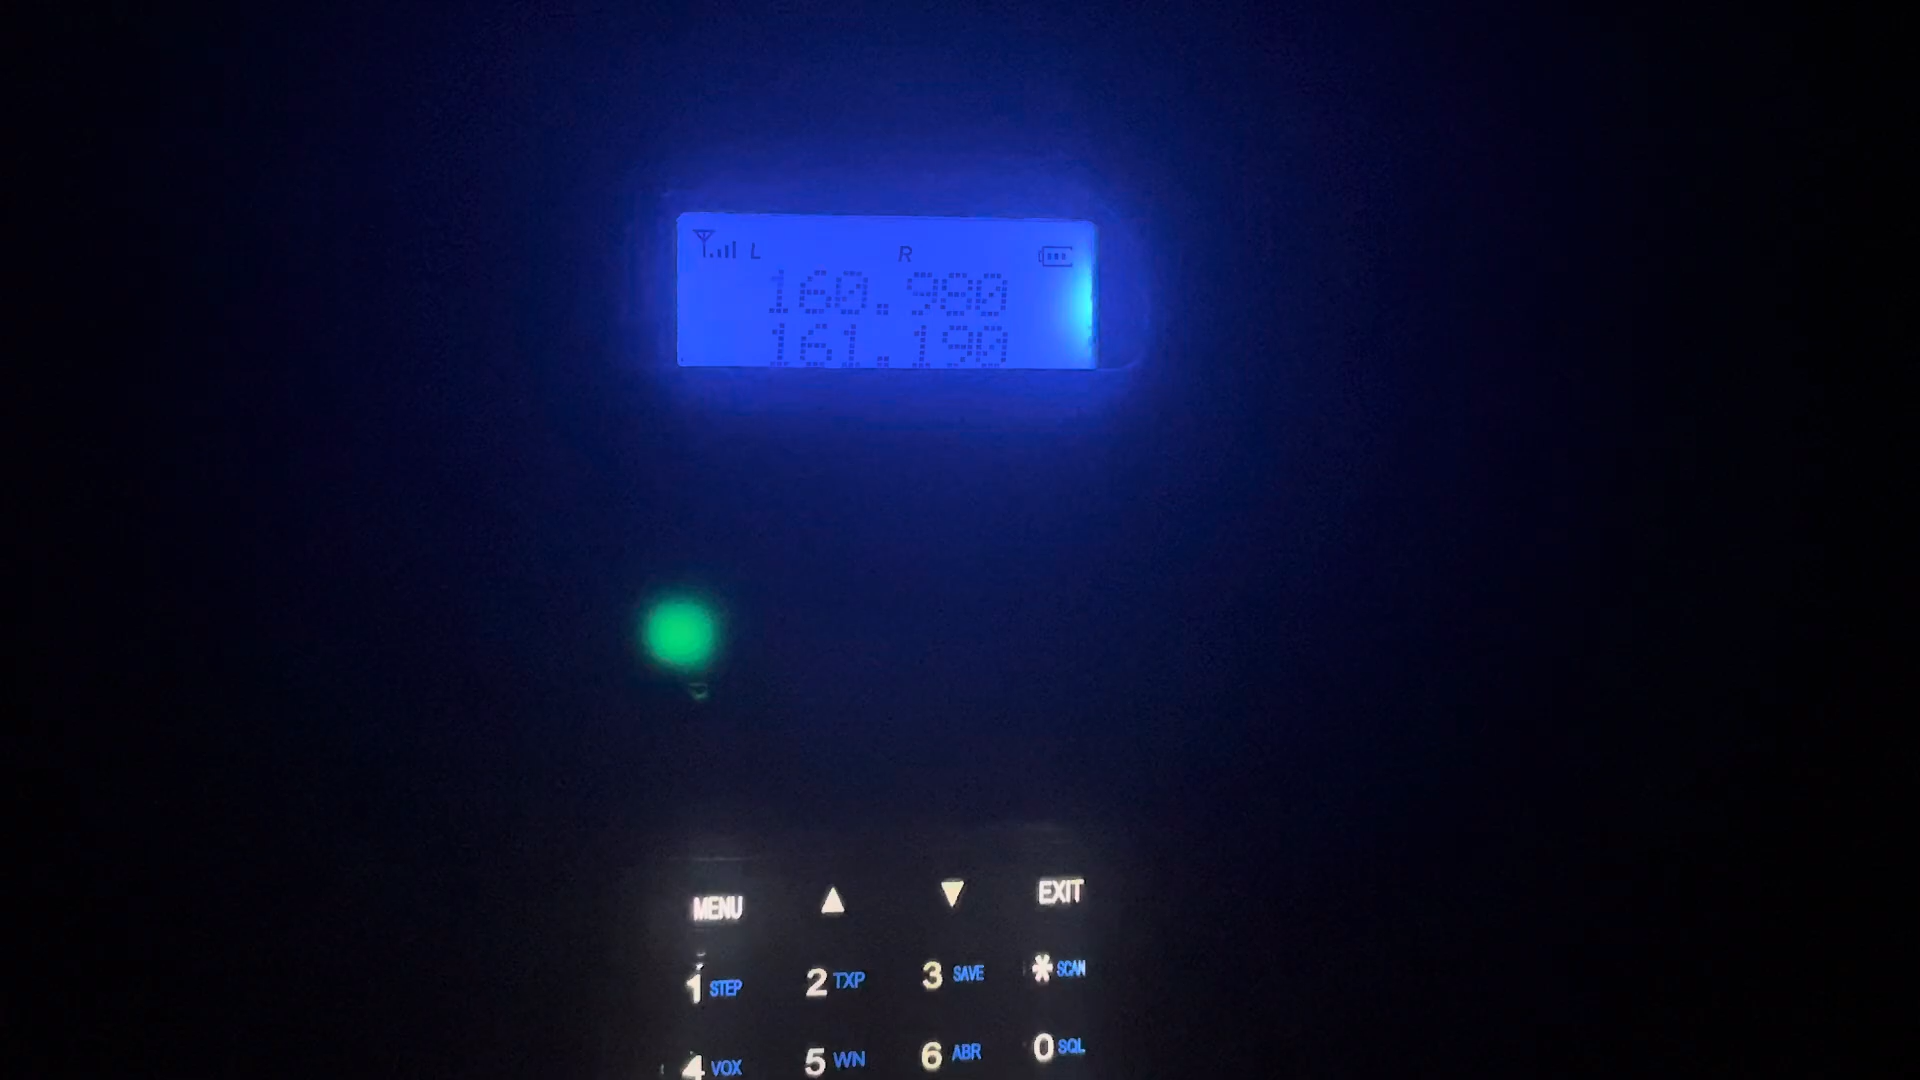 L R
160.980
161.190
MENU ▲ ▼ EXIT
1 STEP 2 TXP 3 SAVE * SCAN
4 VOX 5 WN 6 ABR 0 SQL